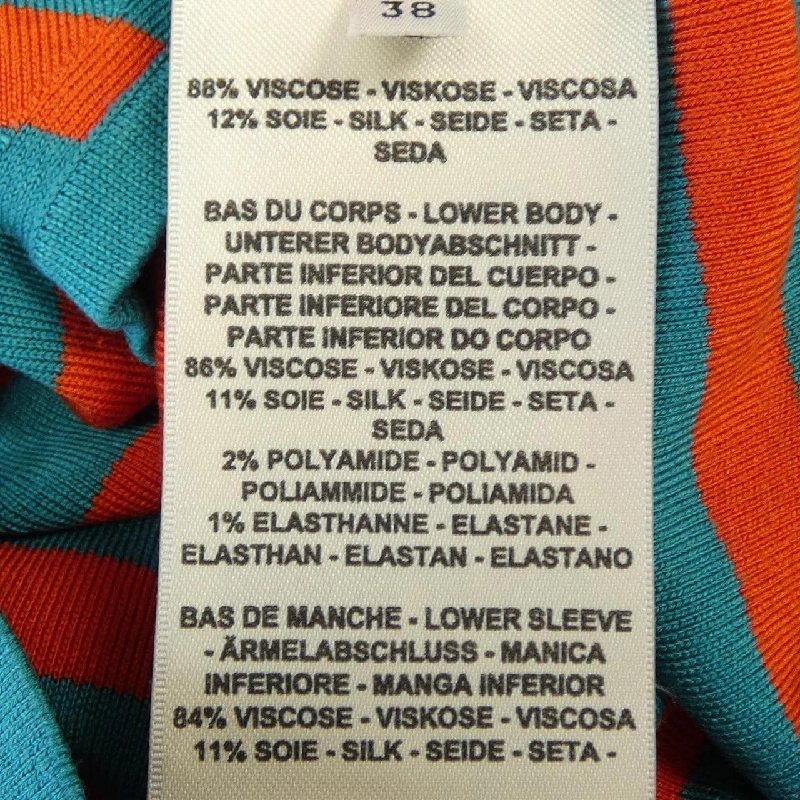 38
88% VISCOSE - VISKOSE - VISCOSA
12% SOIE - SILK - SEIDE - SETA -
SEDA
BAS DU CORPS - LOWER BODY -
UNTERER BODYABSCHNITT -
PARTE INFERIOR DEL CUERPO -
PARTE INFERIORE DEL CORPO -
PARTE INFERIOR DO CORPO
86% VISCOSE - VISKOSE - VISCOSA
11% SOIE - SILK - SEIDE - SETA -
SEDA
2% POLYAMIDE - POLYAMID -
POLIAMMIDE - POLIAMIDA
1% ELASTHANNE - ELASTANE -
ELASTHAN - ELASTAN - ELASTANO
BAS DE MANCHE - LOWER SLEEVE
- ÄRMELABSCHLUSS - MANICA
INFERIORE - MANGA INFERIOR
84% VISCOSE - VISKOSE - VISCOSA
11% SOIE - SILK - SEIDE - SETA -